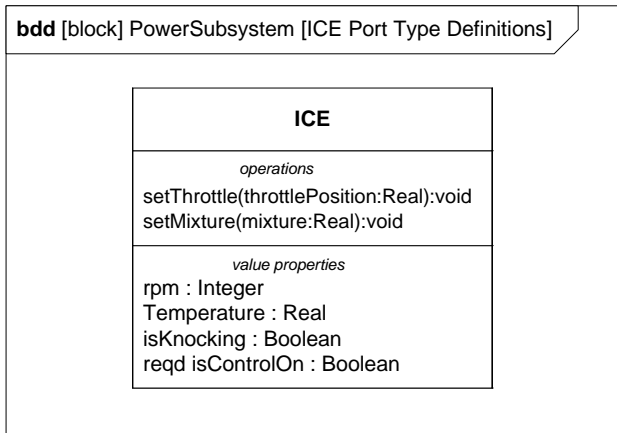 bdd [block] PowerSubsystem [ICE Port Type Definitions]
ICE
operations
setThrottle(throttlePosition:Real):void
setMixture(mixture:Real):void
value properties
rpm : Integer
Temperature : Real
isKnocking : Boolean
reqd isControlOn : Boolean